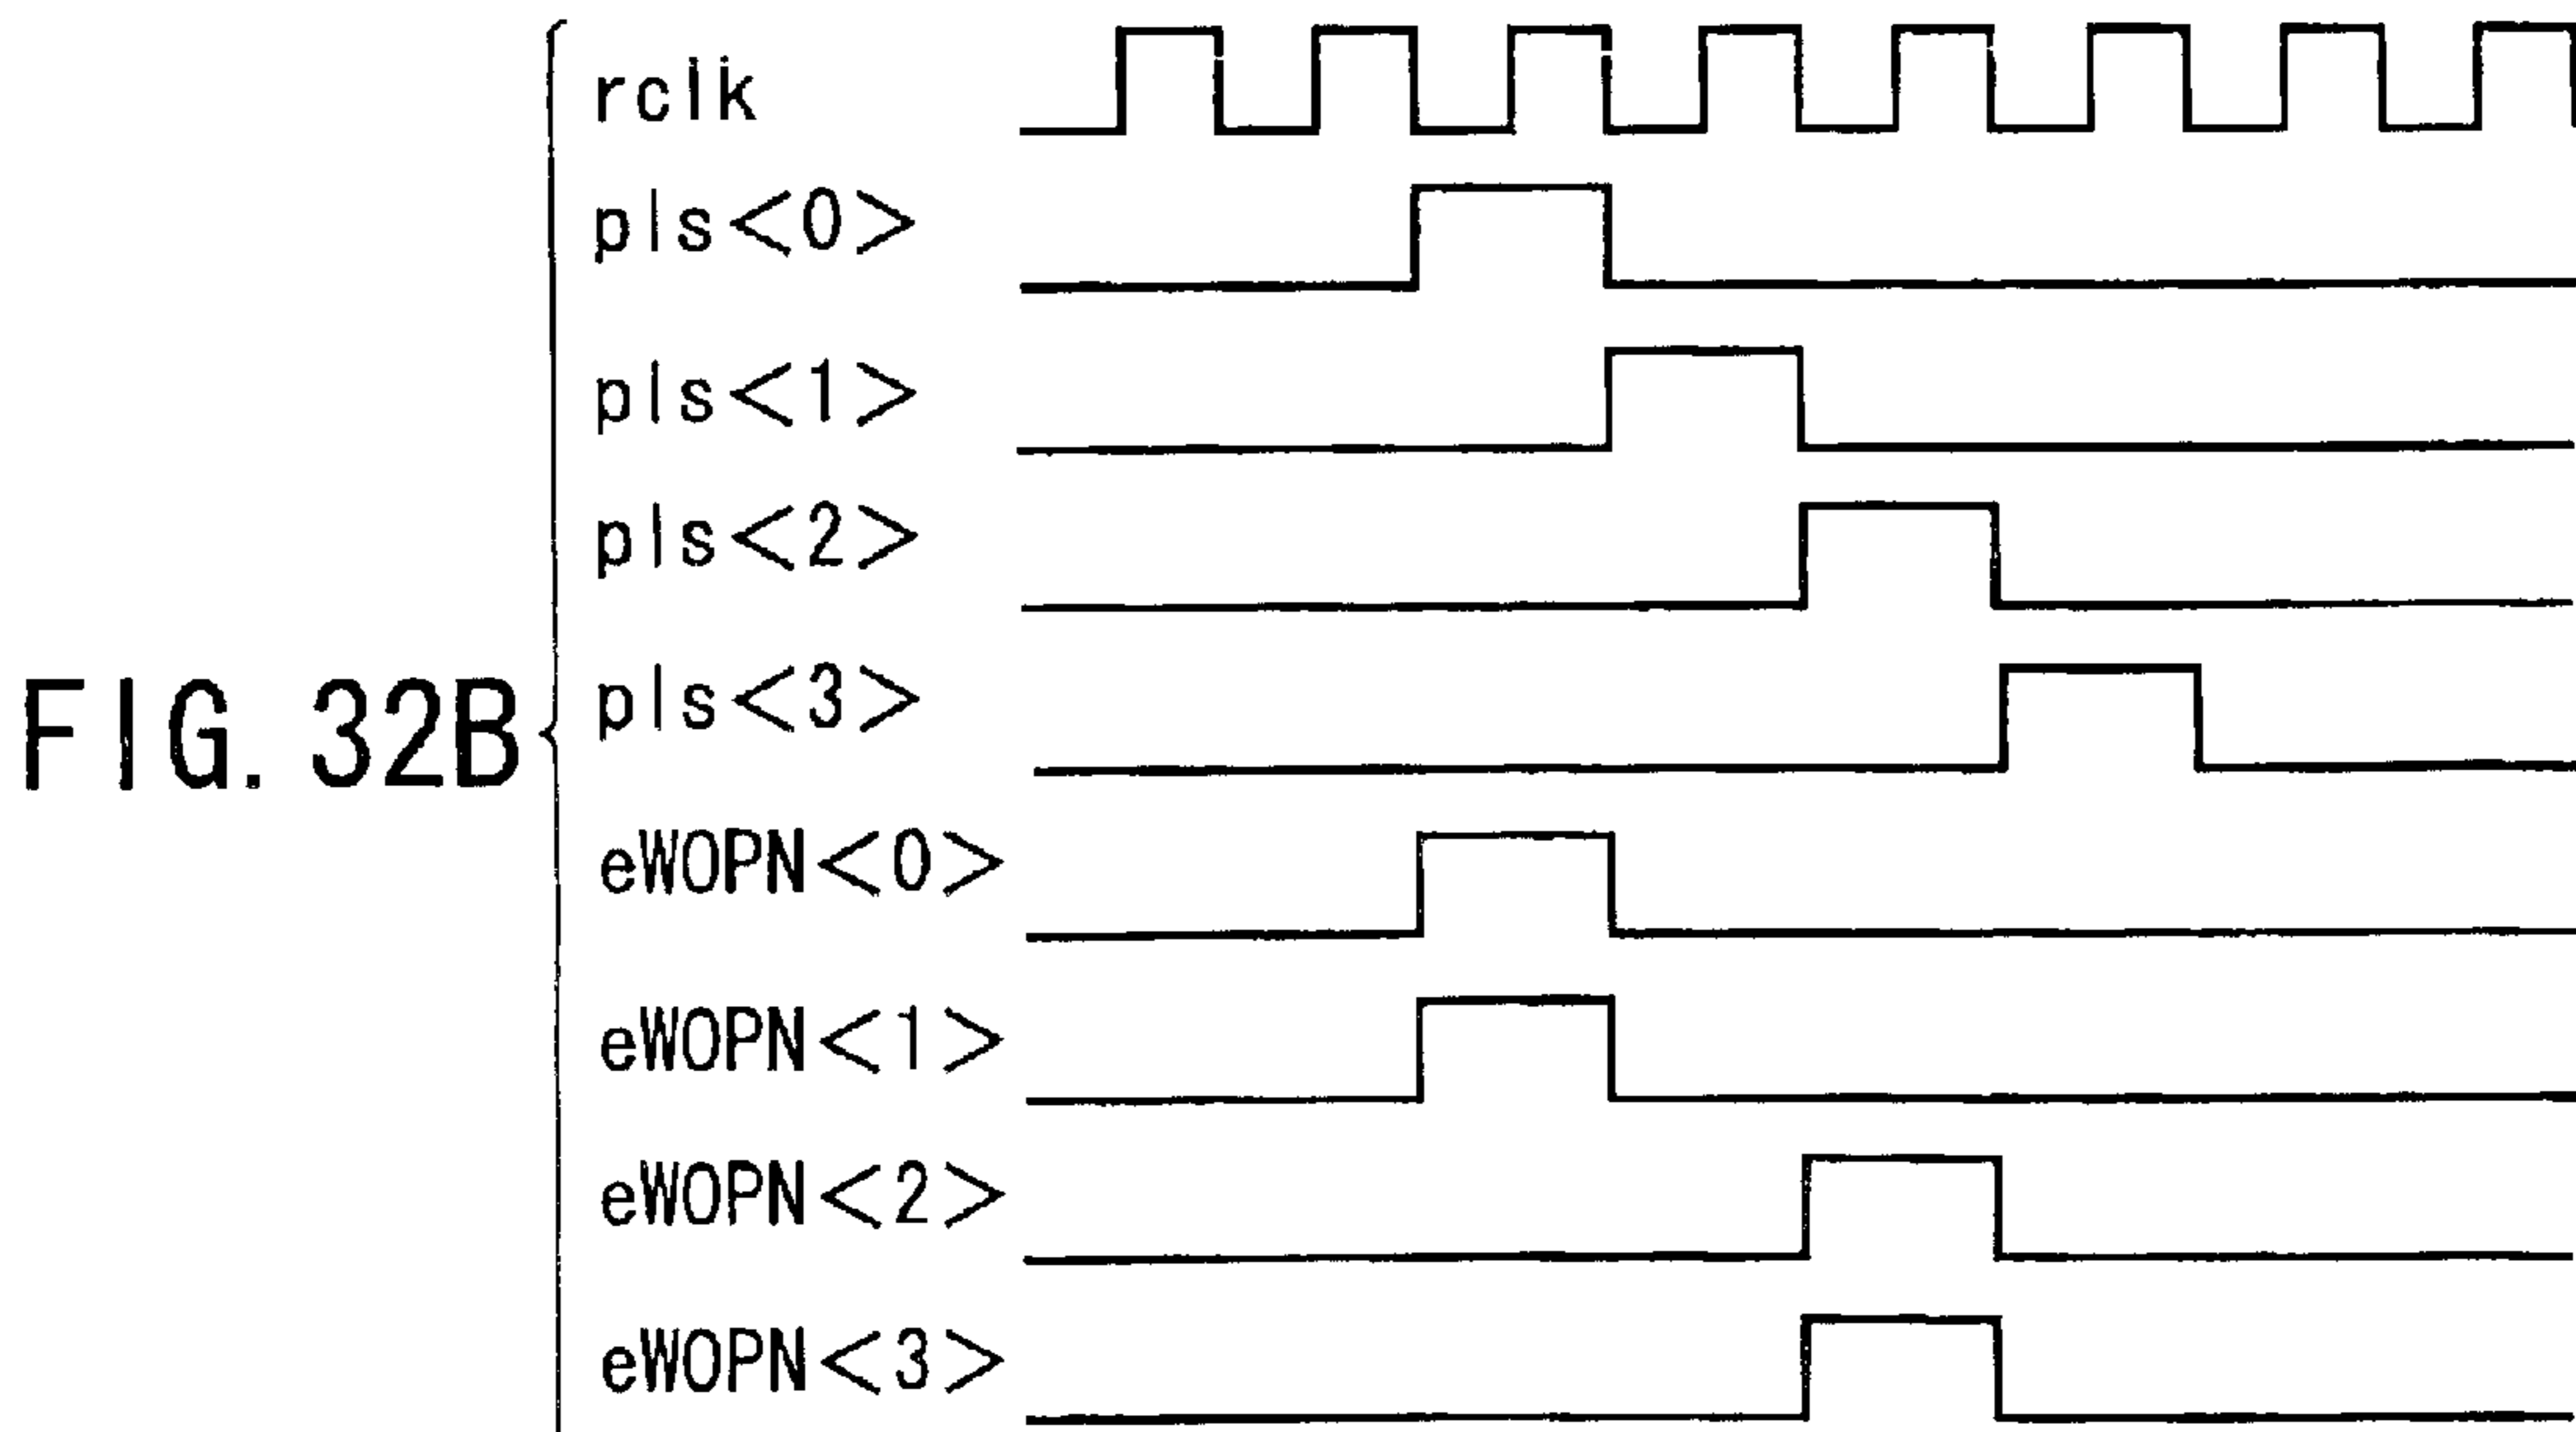 rclk
pls<0>
pls<1>
pls<2>
FIG. 32B
pls<3>
eWOPN<0>
eWOPN<1>
eWOPN<2>
eWOPN<3>